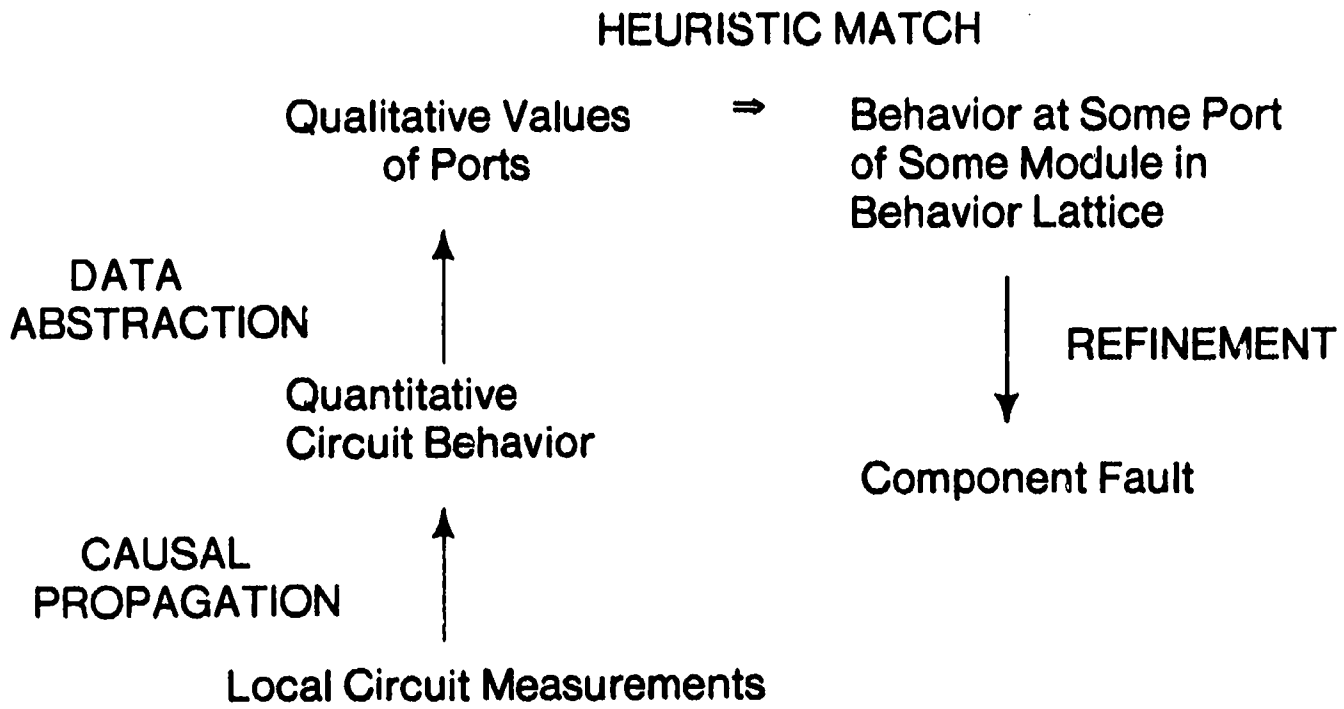 HEURISTIC MATCH
Qualitative Values
of Ports
⇒
Behavior at Some Port
of Some Module in
Behavior Lattice
DATA
ABSTRACTION
REFINEMENT
Quantitative
Circuit Behavior
Component Fault
CAUSAL
PROPAGATION
Local Circuit Measurements